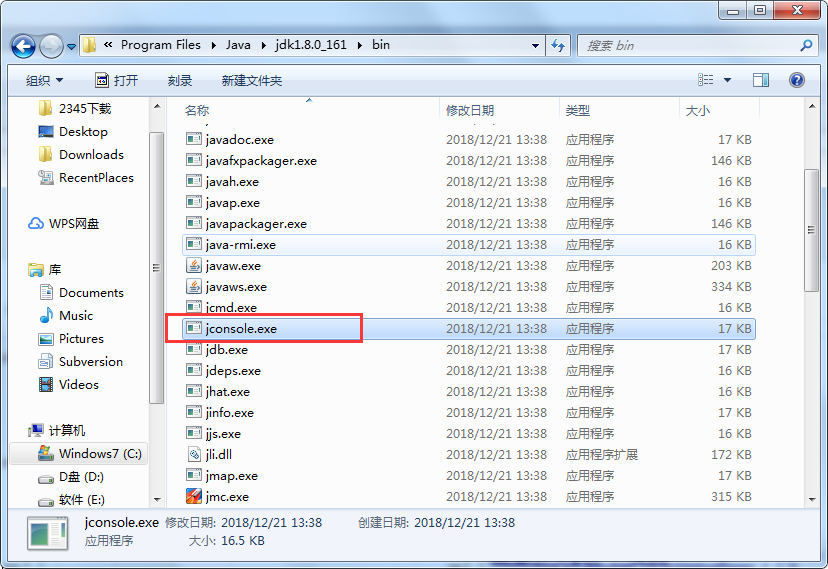 « Program Files ▸ Java ▸ jdk1.8.0_161 ▸ bin
搜索 bin
组织 打开 刻录 新建文件夹
2345下载
Desktop
Downloads
RecentPlaces
WPS网盘
库
Documents
Music
Pictures
Subversion
Videos
计算机
Windows7 (C:)
D盘 (D:)
软件 (E:)
名称 修改日期 类型 大小
javadoc.exe 2018/12/21 13:38 应用程序 17 KB
javafxpackager.exe 2018/12/21 13:38 应用程序 146 KB
javah.exe 2018/12/21 13:38 应用程序 16 KB
javap.exe 2018/12/21 13:38 应用程序 16 KB
javapackager.exe 2018/12/21 13:38 应用程序 146 KB
java-rmi.exe 2018/12/21 13:38 应用程序 16 KB
javaw.exe 2018/12/21 13:38 应用程序 203 KB
javaws.exe 2018/12/21 13:38 应用程序 334 KB
jcmd.exe 2018/12/21 13:38 应用程序 16 KB
jconsole.exe 2018/12/21 13:38 应用程序 17 KB
jdb.exe 2018/12/21 13:38 应用程序 17 KB
jdeps.exe 2018/12/21 13:38 应用程序 16 KB
jhat.exe 2018/12/21 13:38 应用程序 16 KB
jinfo.exe 2018/12/21 13:38 应用程序 17 KB
jjs.exe 2018/12/21 13:38 应用程序 16 KB
jli.dll 2018/12/21 13:38 应用程序扩展 172 KB
jmap.exe 2018/12/21 13:38 应用程序 17 KB
jmc.exe 2018/12/21 13:38 应用程序 315 KB
jconsole.exe 修改日期: 2018/12/21 13:38 创建日期: 2018/12/21 13:38
应用程序 大小: 16.5 KB